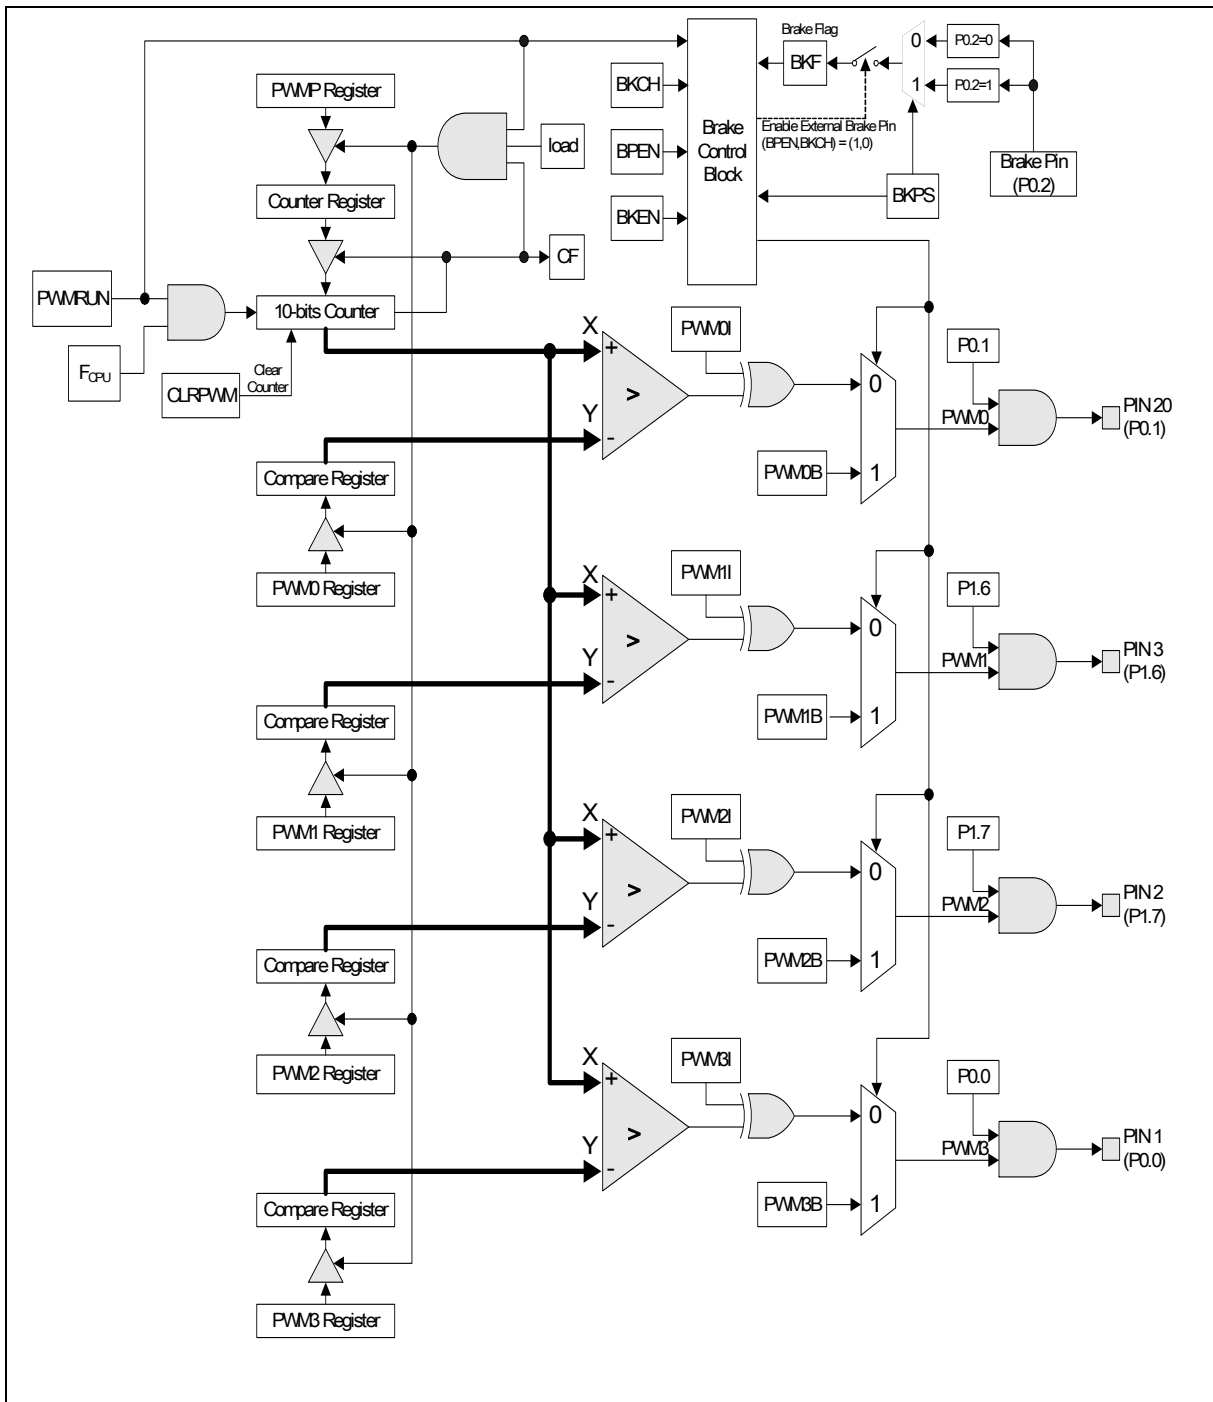 Brake Flag
PWMP Register
BKCH
BKF
0
P0.2=0
1
P0.2=1
load
BPEN
Brake
Control
Block
Enable External Brake Pin
(BPEN,BKCH) = (1,0)
Brake Pin
(P0.2)
Counter Register
BKEN
BKPS
CF
PWMRUN
10-bits Counter
FCPU
Clear
Counter
CLRPWM
X
+
>
Y
-
PWM0I
0
1
PWM0B
P0.1
PWM0
PIN 20
(P0.1)
Compare Register
PWM0 Register
X
+
>
Y
-
PWM1I
0
1
PWM1B
P1.6
PWM1
PIN 3
(P1.6)
Compare Register
PWM1 Register
X
+
>
Y
-
PWM2I
0
1
PWM2B
P1.7
PWM2
PIN 2
(P1.7)
Compare Register
PWM2 Register
X
+
>
Y
-
PWM3I
0
1
PWM3B
P0.0
PWM3
PIN 1
(P0.0)
Compare Register
PWM3 Register